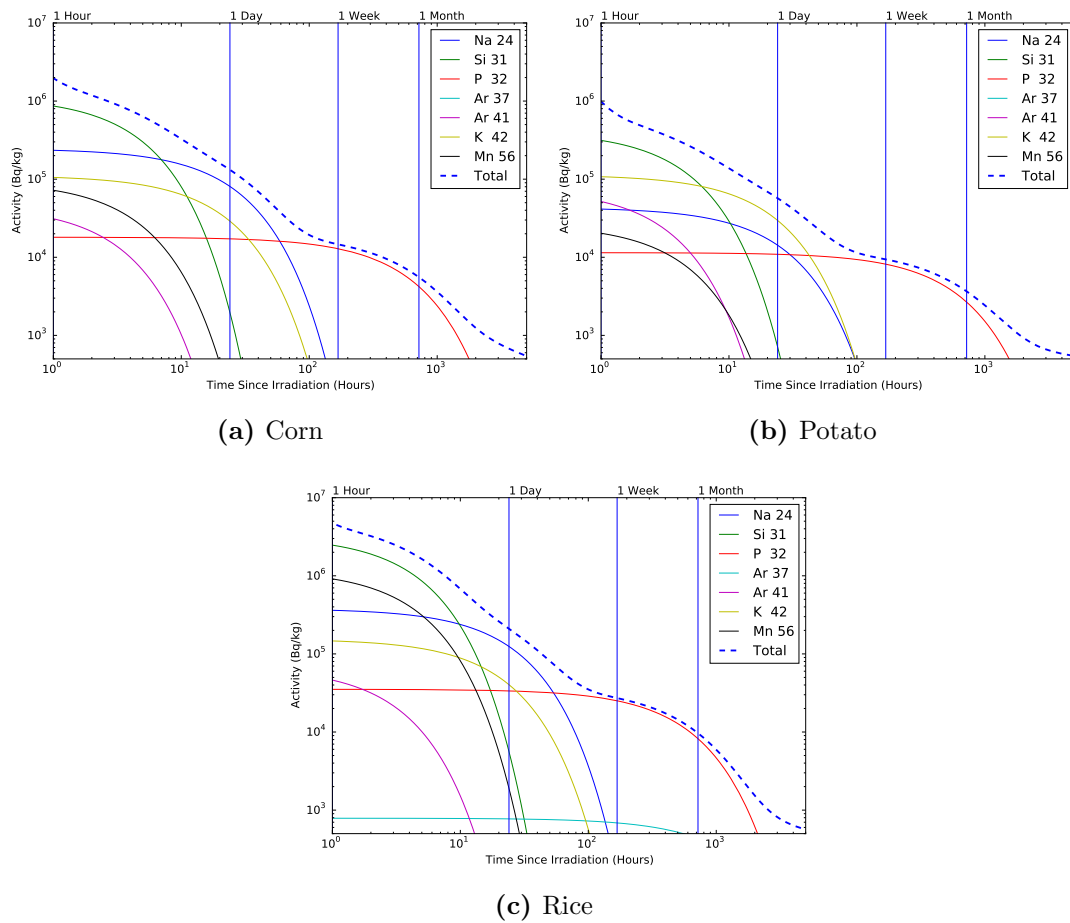 1 Hour 1 Day 1 Week 1 Month
10^7
10^6
10^5
10^4
10^3
Activity (Bq/kg)
Na 24
Si 31
P 32
Ar 37
Ar 41
K 42
Mn 56
Total
10^0 10^1 10^2 10^3
Time Since Irradiation (Hours)
(a) Corn
1 Hour 1 Day 1 Week 1 Month
10^7
10^6
10^5
10^4
10^3
Activity (Bq/kg)
Na 24
Si 31
P 32
Ar 37
Ar 41
K 42
Mn 56
Total
10^0 10^1 10^2 10^3
Time Since Irradiation (Hours)
(b) Potato
1 Hour 1 Day 1 Week 1 Month
10^7
10^6
10^5
10^4
10^3
Activity (Bq/kg)
Na 24
Si 31
P 32
Ar 37
Ar 41
K 42
Mn 56
Total
10^0 10^1 10^2 10^3
Time Since Irradiation (Hours)
(c) Rice